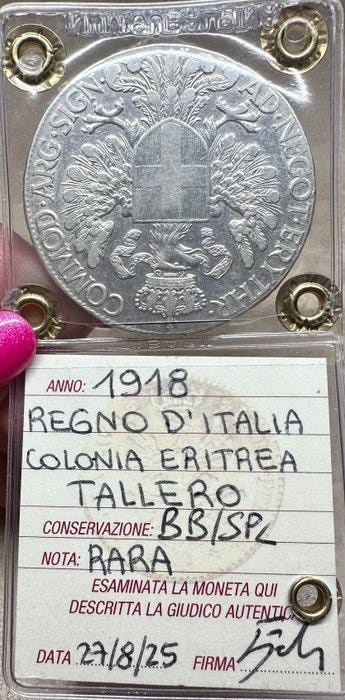 COMMOD·ARG·SIGN· AD·NEGOT·ERYTHR·
ANNO: 1918
REGNO D'ITALIA
COLONIA ERITREA
TALLERO
CONSERVAZIONE: BB/SPL
NOTA: RARA
ESAMINATA LA MONETA QUI
DESCRITTA LA GIUDICO AUTENTICA
DATA 27/8/25 FIRMA